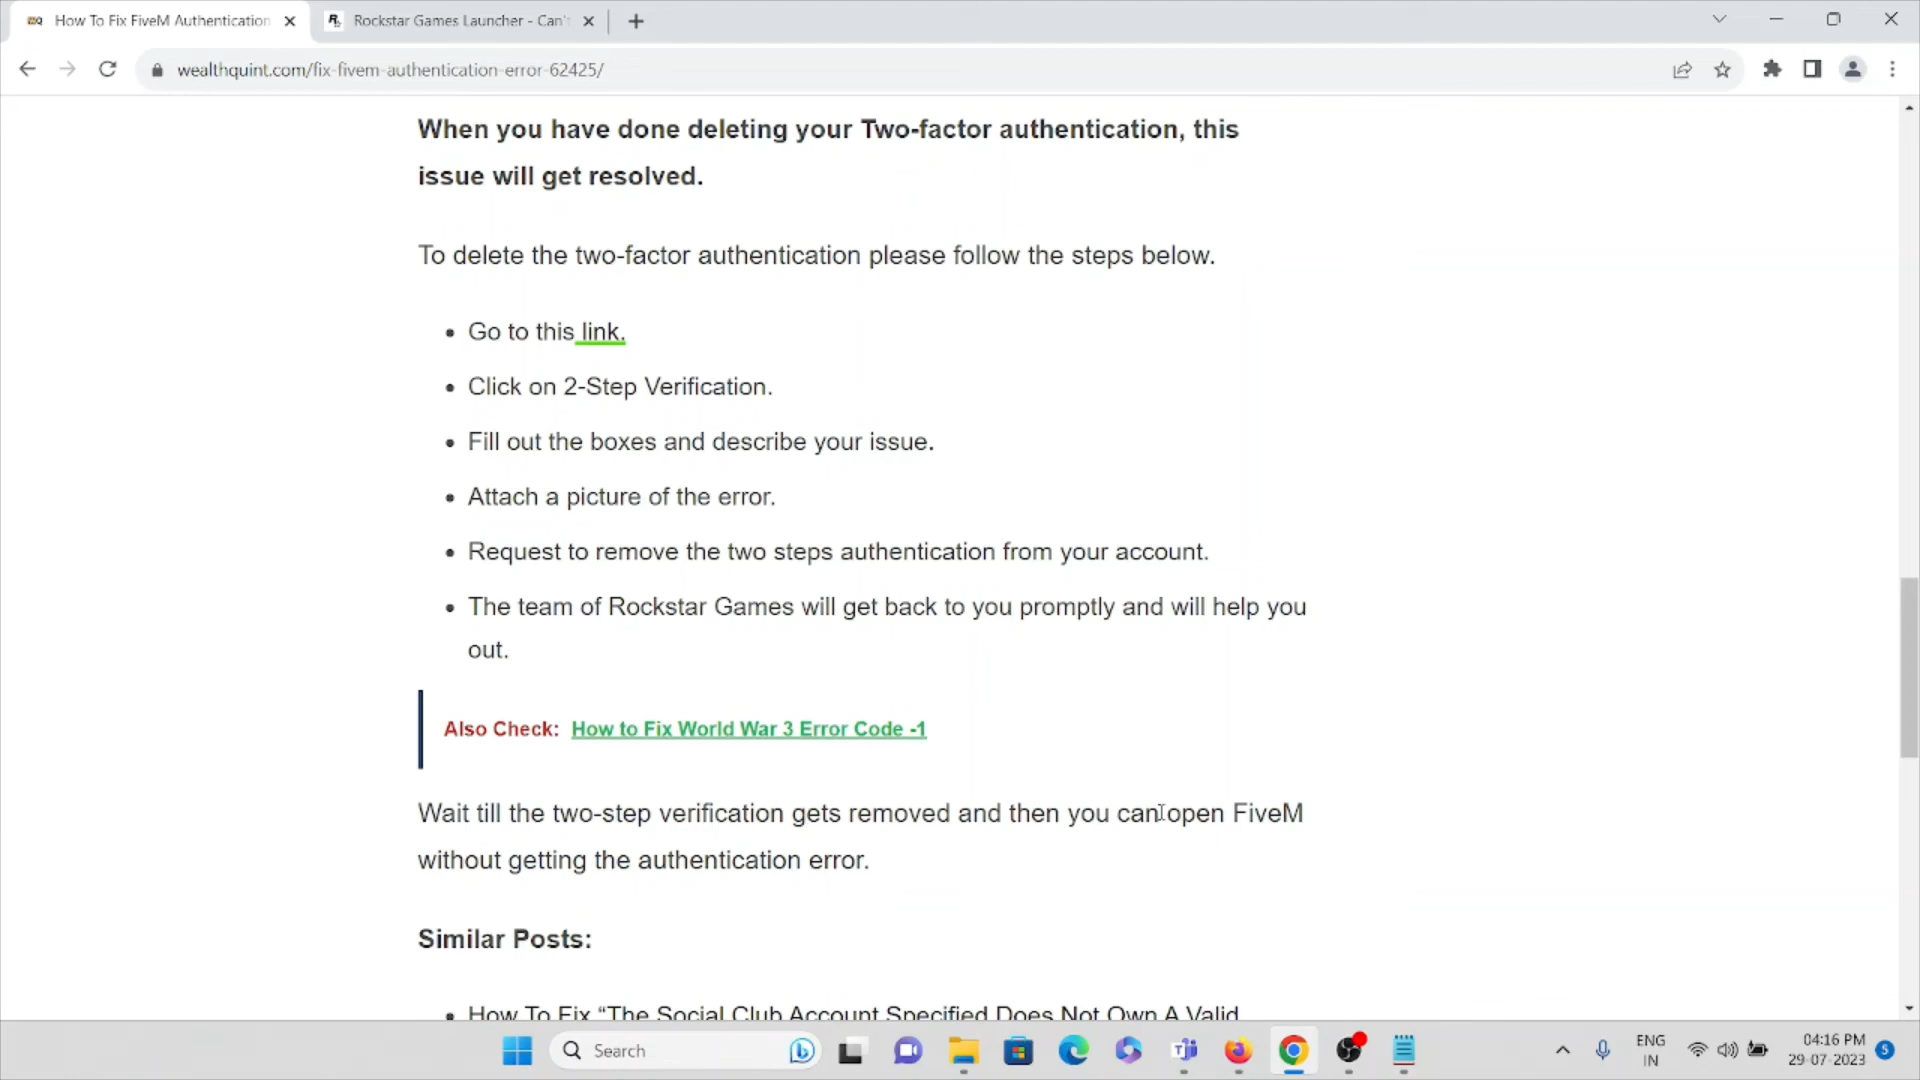 How To Fix FiveM Authentication
Rockstar Games Launcher - Can'
wealthquint.com/fix-fivem-authentication-error-62425/
When you have done deleting your Two-factor authentication, this
issue will get resolved.
To delete the two-factor authentication please follow the steps below.
• Go to this link.
• Click on 2-Step Verification.
• Fill out the boxes and describe your issue.
• Attach a picture of the error.
• Request to remove the two steps authentication from your account.
• The team of Rockstar Games will get back to you promptly and will help you
out.
Also Check: How to Fix World War 3 Error Code -1
Wait till the two-step verification gets removed and then you can open FiveM
without getting the authentication error.
Similar Posts:
• How To Fix “The Social Club Account Specified Does Not Own A Valid
Search
ENG
IN
04:16 PM
29-07-2023
5